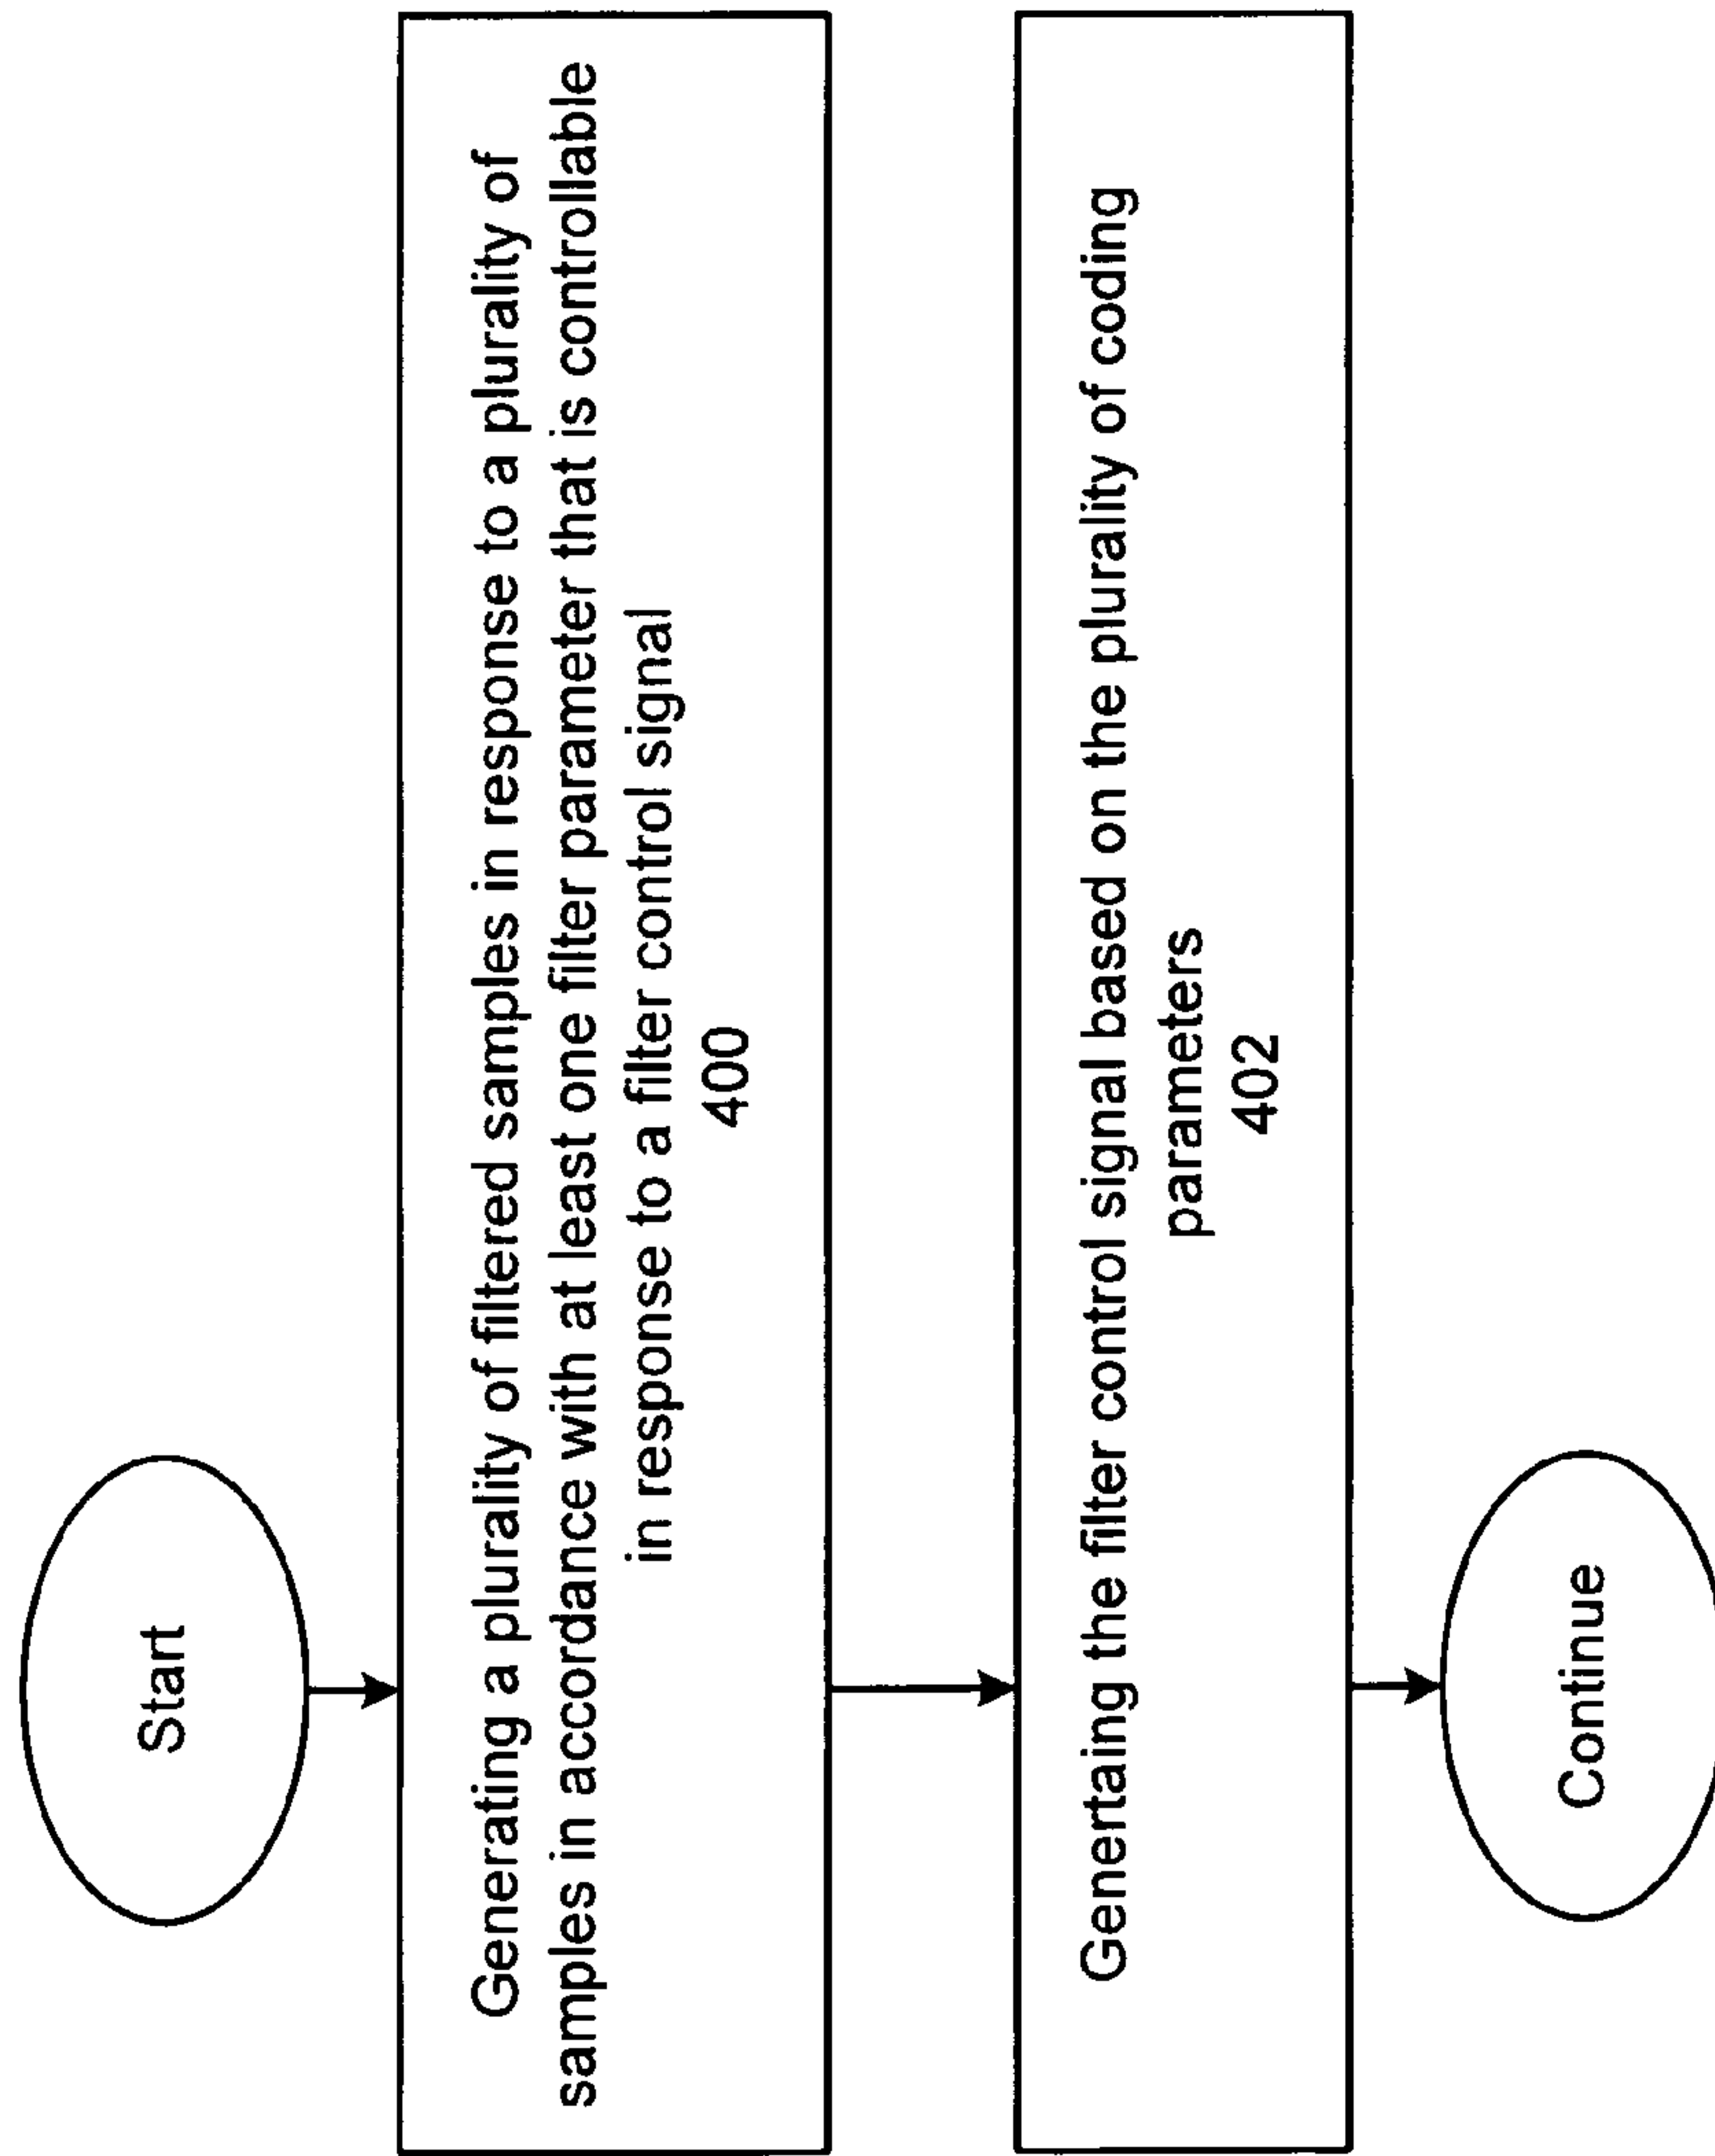 Start
Generating a plurality of filtered samples in response to a plurality of
samples in accordance with at least one filter parameter that is controllable
in response to a filter control signal
400
Genertaing the filter control signal based on the plurality of coding
parameters
402
Continue